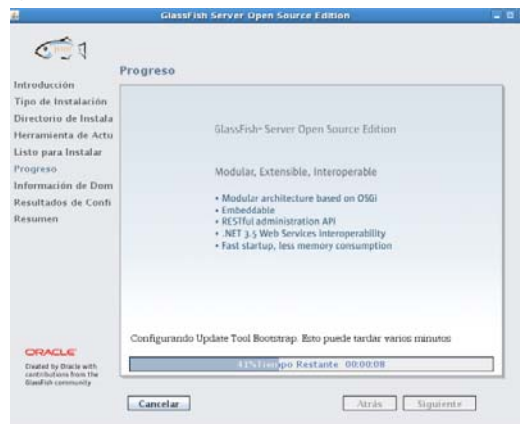 GlassFish Server Open Source Edition
Progreso
Introducción
Tipo de Instalación
Directorio de Instala
Herramienta de Actu
Listo para Instalar
Progreso
Información de Dom
Resultados de Confi
Resumen
GlassFish™ Server Open Source Edition
Modular, Extensible, Interoperable
• Modular architecture based on OSGi
• Embeddable
• RESTful administration API
• .NET 3.5 Web Services Interoperability
• Fast startup, less memory consumption
Configurando Update Tool Bootstrap. Esto puede tardar varios minutos
41%Tiempo Restante 00:00:08
ORACLE
Created by Oracle with
contributions from the
GlassFish community
Cancelar
Atrás
Siguiente